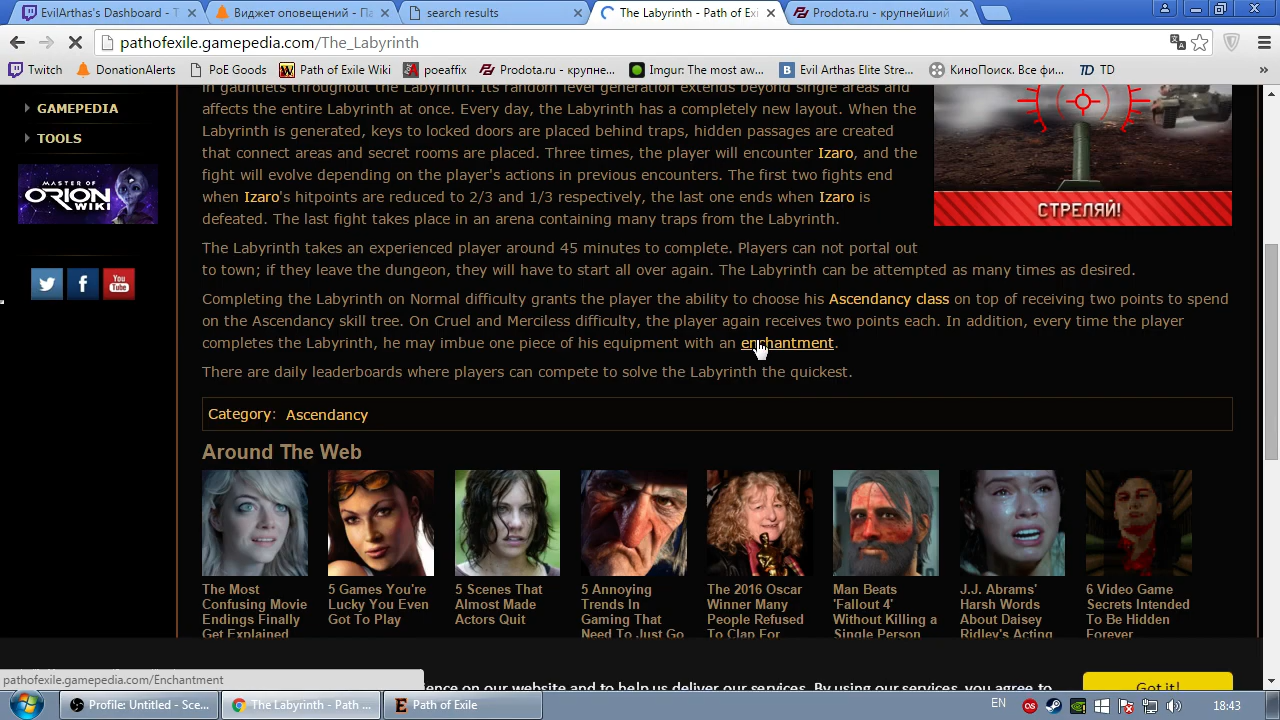 EvilArthas's Dashboard - T
Виджет оповещений - Па
search results
The Labyrinth - Path of Exi
Prodota.ru - крупнейший
pathofexile.gamepedia.com/The_Labyrinth
Twitch
DonationAlerts
PoE Goods
Path of Exile Wiki
poeaffix
Prodota.ru - крупне...
Imgur: The most aw...
Evil Arthas Elite Stre...
КиноПоиск. Все фи...
TD
GAMEPEDIA
TOOLS
MASTER OF
ORION
WIKI
You
Tube
in gauntlets throughout the Labyrinth. Its random level generation extends beyond single areas and
affects the entire Labyrinth at once. Every day, the Labyrinth has a completely new layout. When the
Labyrinth is generated, keys to locked doors are placed behind traps, hidden passages are created
that connect areas and secret rooms are placed. Three times, the player will encounter Izaro, and the
fight will evolve depending on the player's actions in previous encounters. The first two fights end
when Izaro's hitpoints are reduced to 2/3 and 1/3 respectively, the last one ends when Izaro is
defeated. The last fight takes place in an arena containing many traps from the Labyrinth.
СТРЕЛЯЙ!
The Labyrinth takes an experienced player around 45 minutes to complete. Players can not portal out
to town; if they leave the dungeon, they will have to start all over again. The Labyrinth can be attempted as many times as desired.
Completing the Labyrinth on Normal difficulty grants the player the ability to choose his Ascendancy class on top of receiving two points to spend
on the Ascendancy skill tree. On Cruel and Merciless difficulty, the player again receives two points each. In addition, every time the player
completes the Labyrinth, he may imbue one piece of his equipment with an enchantment.
There are daily leaderboards where players can compete to solve the Labyrinth the quickest.
Category: Ascendancy
Around The Web
The Most
Confusing Movie
Endings Finally
Get Explained
5 Games You're
Lucky You Even
Got To Play
5 Scenes That
Almost Made
Actors Quit
5 Annoying
Trends In
Gaming That
Need To Just Go
The 2016 Oscar
Winner Many
People Refused
To Clap For
Man Beats
'Fallout 4'
Without Killing a
Single Person
J.J. Abrams'
Harsh Words
About Daisey
Ridley's Acting
6 Video Game
Secrets Intended
To Be Hidden
Forever
pathofexile.gamepedia.com/Enchantment
ence on our website and to help us deliver our services. By using our services, you agree to
Got it!
Profile: Untitled - Sce...
The Labyrinth - Path ...
Path of Exile
EN
18:43